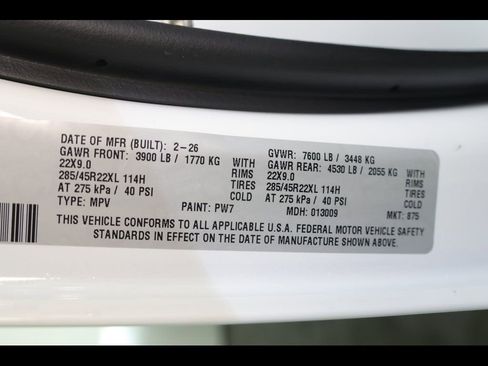 DATE OF MFR (BUILT): 2-26 GVWR: 7600 LB / 3448 KG
GAWR FRONT: 3900 LB / 1770 KG WITH GAWR REAR: 4530 LB / 2055 KG WITH
22X9.0 RIMS 22X9.0 RIMS
285/45R22XL 114H TIRES 285/45R22XL 114H TIRES
AT 275 kPa / 40 PSI COLD AT 275 kPa / 40 PSI COLD
TYPE: MPV PAINT: PW7 MDH: 013009 MKT: 875
THIS VEHICLE CONFORMS TO ALL APPLICABLE U.S.A. FEDERAL MOTOR VEHICLE SAFETY
STANDARDS IN EFFECT ON THE DATE OF MANUFACTURE SHOWN ABOVE.